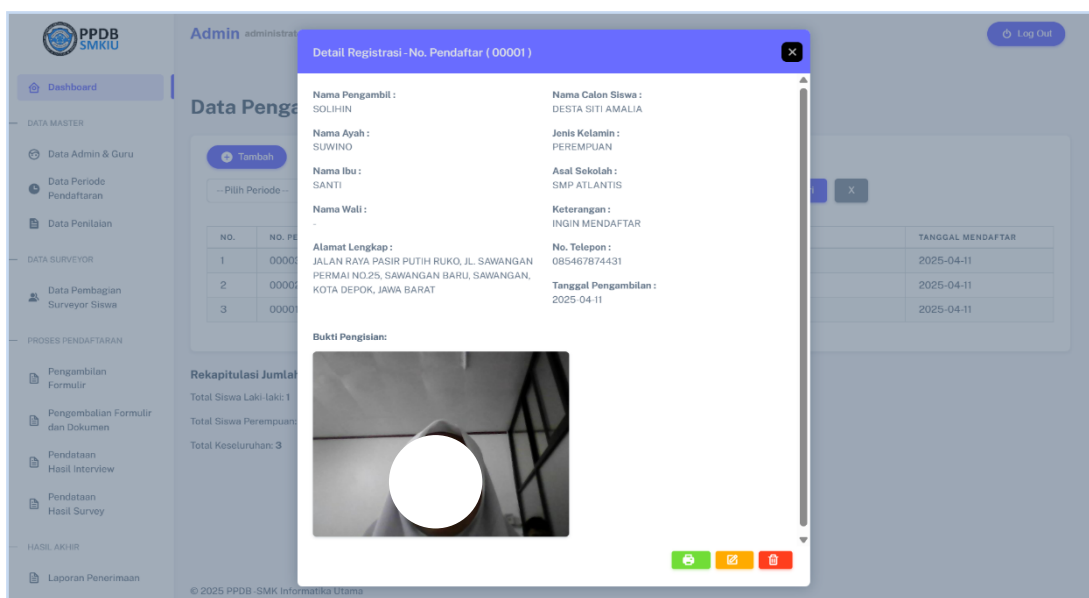 PPDB
SMKIU
Dashboard
DATA MASTER
Data Admin & Guru
Data Periode
Pendaftaran
Data Penilaian
DATA SURVEYOR
Data Pembagian
Surveyor Siswa
PROSES PENDAFTARAN
Pengambilan
Formulir
Pengembalian Formulir
dan Dokumen
Pendataan
Hasil Interview
Pendataan
Hasil Survey
HASIL AKHIR
Laporan Penerimaan
Admin
Log Out
Data
Tambah
-- Pilih Periode --
X
NO. NO. TANGGAL MENDAFTAR
1 2025-04-11
2 2025-04-11
3 2025-04-11
Rekapitulasi
Total Siswa Laki-laki: 1
Total Siswa Perempuan:
Total Keseluruhan: 3
© 2025 PPDB -SMK Informatika Utama
Detail Registrasi - No. Pendaftar ( 00001 )
Nama Pengambil :
SOLIHIN
Nama Ayah :
SUWINO
Nama Ibu :
SANTI
Nama Wali :
-
Alamat Lengkap :
JALAN RAYA PASIR PUTIH RUKO, JL. SAWANGAN
PERMAI NO.25, SAWANGAN BARU, SAWANGAN,
KOTA DEPOK, JAWA BARAT
Nama Calon Siswa :
DESTA SITI AMALIA
Jenis Kelamin :
PEREMPUAN
Asal Sekolah :
SMP ATLANTIS
Keterangan :
INGIN MENDAFTAR
No. Telepon :
085467874431
Tanggal Pengambilan :
2025-04-11
Bukti Pengisian: